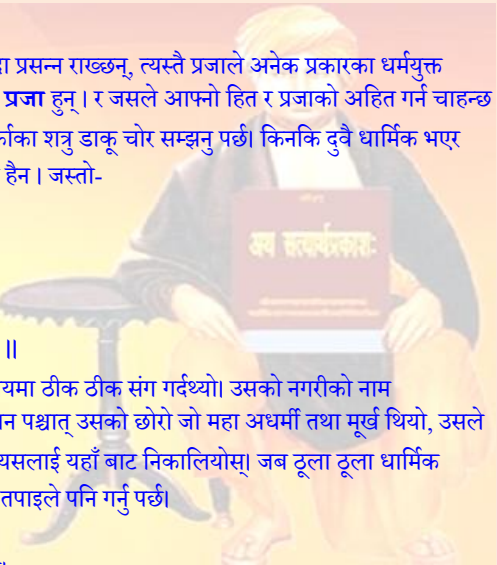 दा प्रसन्न राख्छन्, त्यस्तै प्रजाले अनेक प्रकारका धर्मयुक्त
प्रजा हुन् । र जसले आफ्नो हित र प्रजाको अहित गर्न चाहन्छ
र्काका शत्रु डाकू चोर सम्झनु पर्छ। किनकि दुवै धार्मिक भएर
हैन । जस्तो-
अथ सत्यार्थप्रकाशः
॥
यमा ठीक ठीक संग गर्दथ्यो। उसको नगरीको नाम
न पश्चात् उसको छोरो जो महा अधर्मी तथा मूर्ख थियो, उसले
यसलाई यहाँ बाट निकालियोस्। जब ठूला ठूला धार्मिक
तपाइले पनि गर्नु पर्छ।